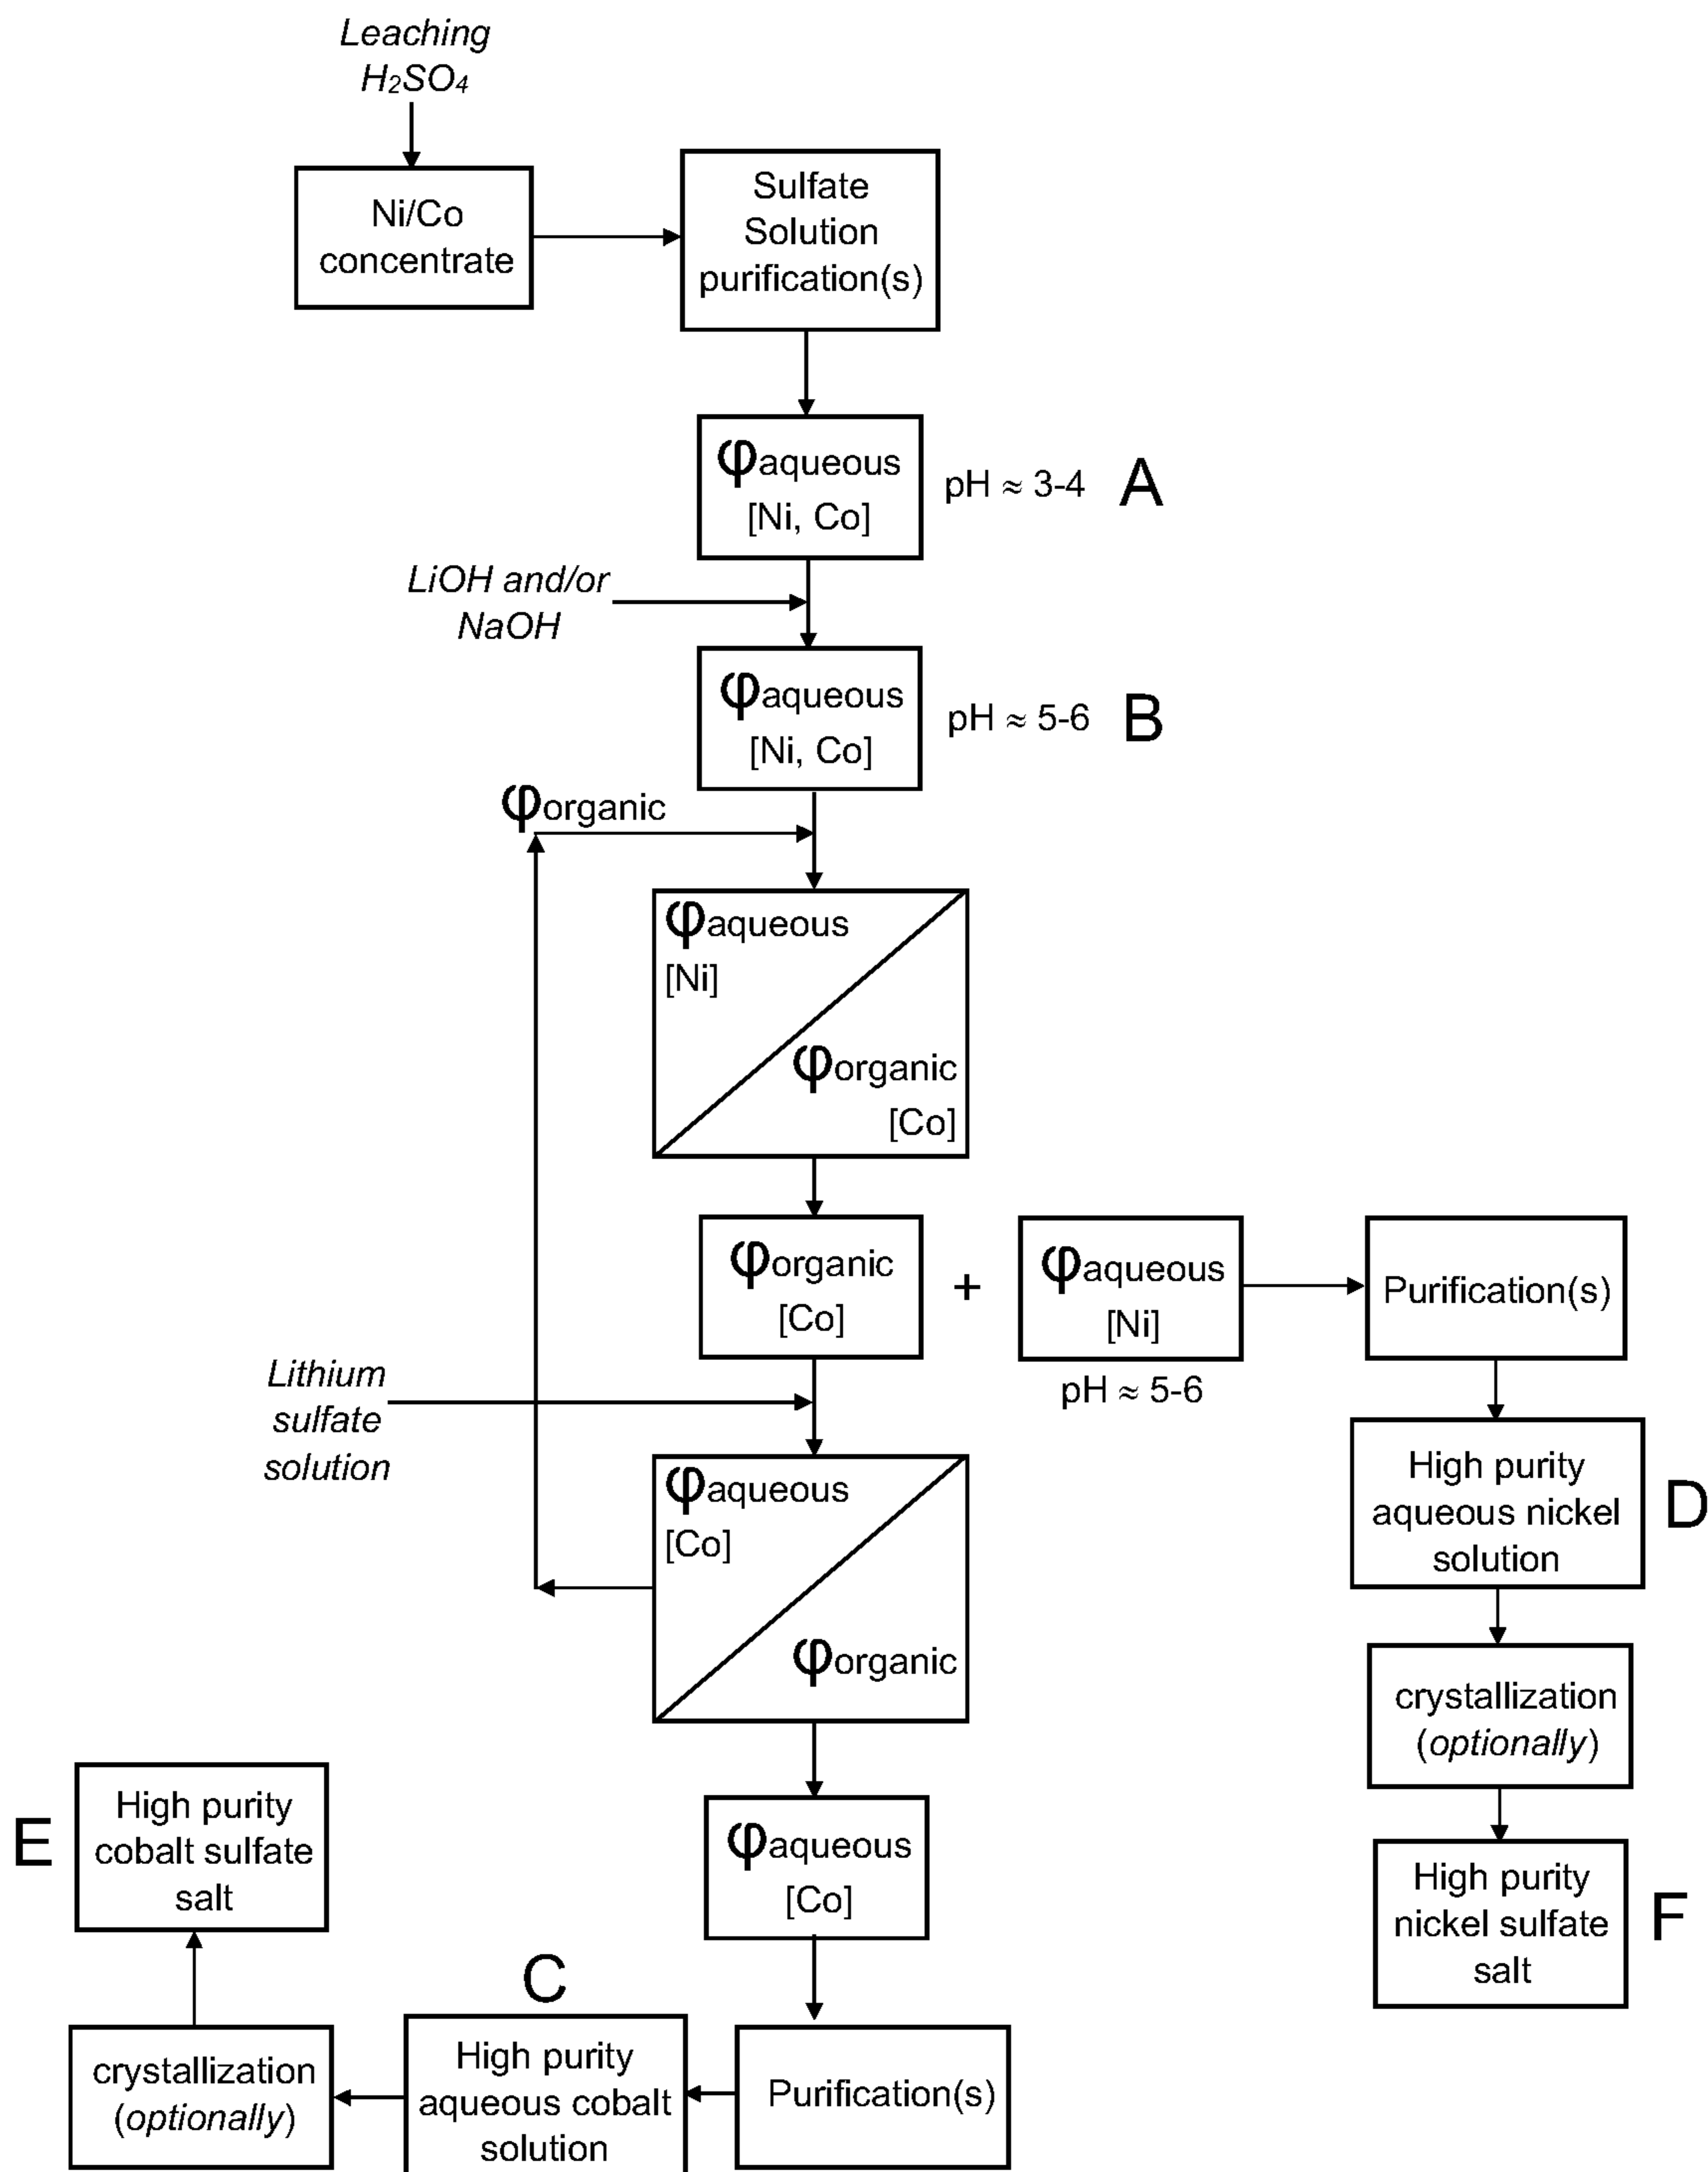 Leaching
H₂SO₄
Ni/Co
concentrate
Sulfate
Solution
purification(s)
φaqueous
[Ni, Co]
pH ≈ 3-4
A
LiOH and/or
NaOH
φaqueous
[Ni, Co]
pH ≈ 5-6
B
φorganic
φaqueous
[Ni]
φorganic
[Co]
φorganic
[Co]
+
φaqueous
[Ni]
pH ≈ 5-6
Purification(s)
Lithium
sulfate
solution
High purity
aqueous nickel
solution
D
φaqueous
[Co]
φorganic
crystallization
(optionally)
High purity
nickel sulfate
salt
F
φaqueous
[Co]
E
High purity
cobalt sulfate
salt
C
crystallization
(optionally)
High purity
aqueous cobalt
solution
Purification(s)